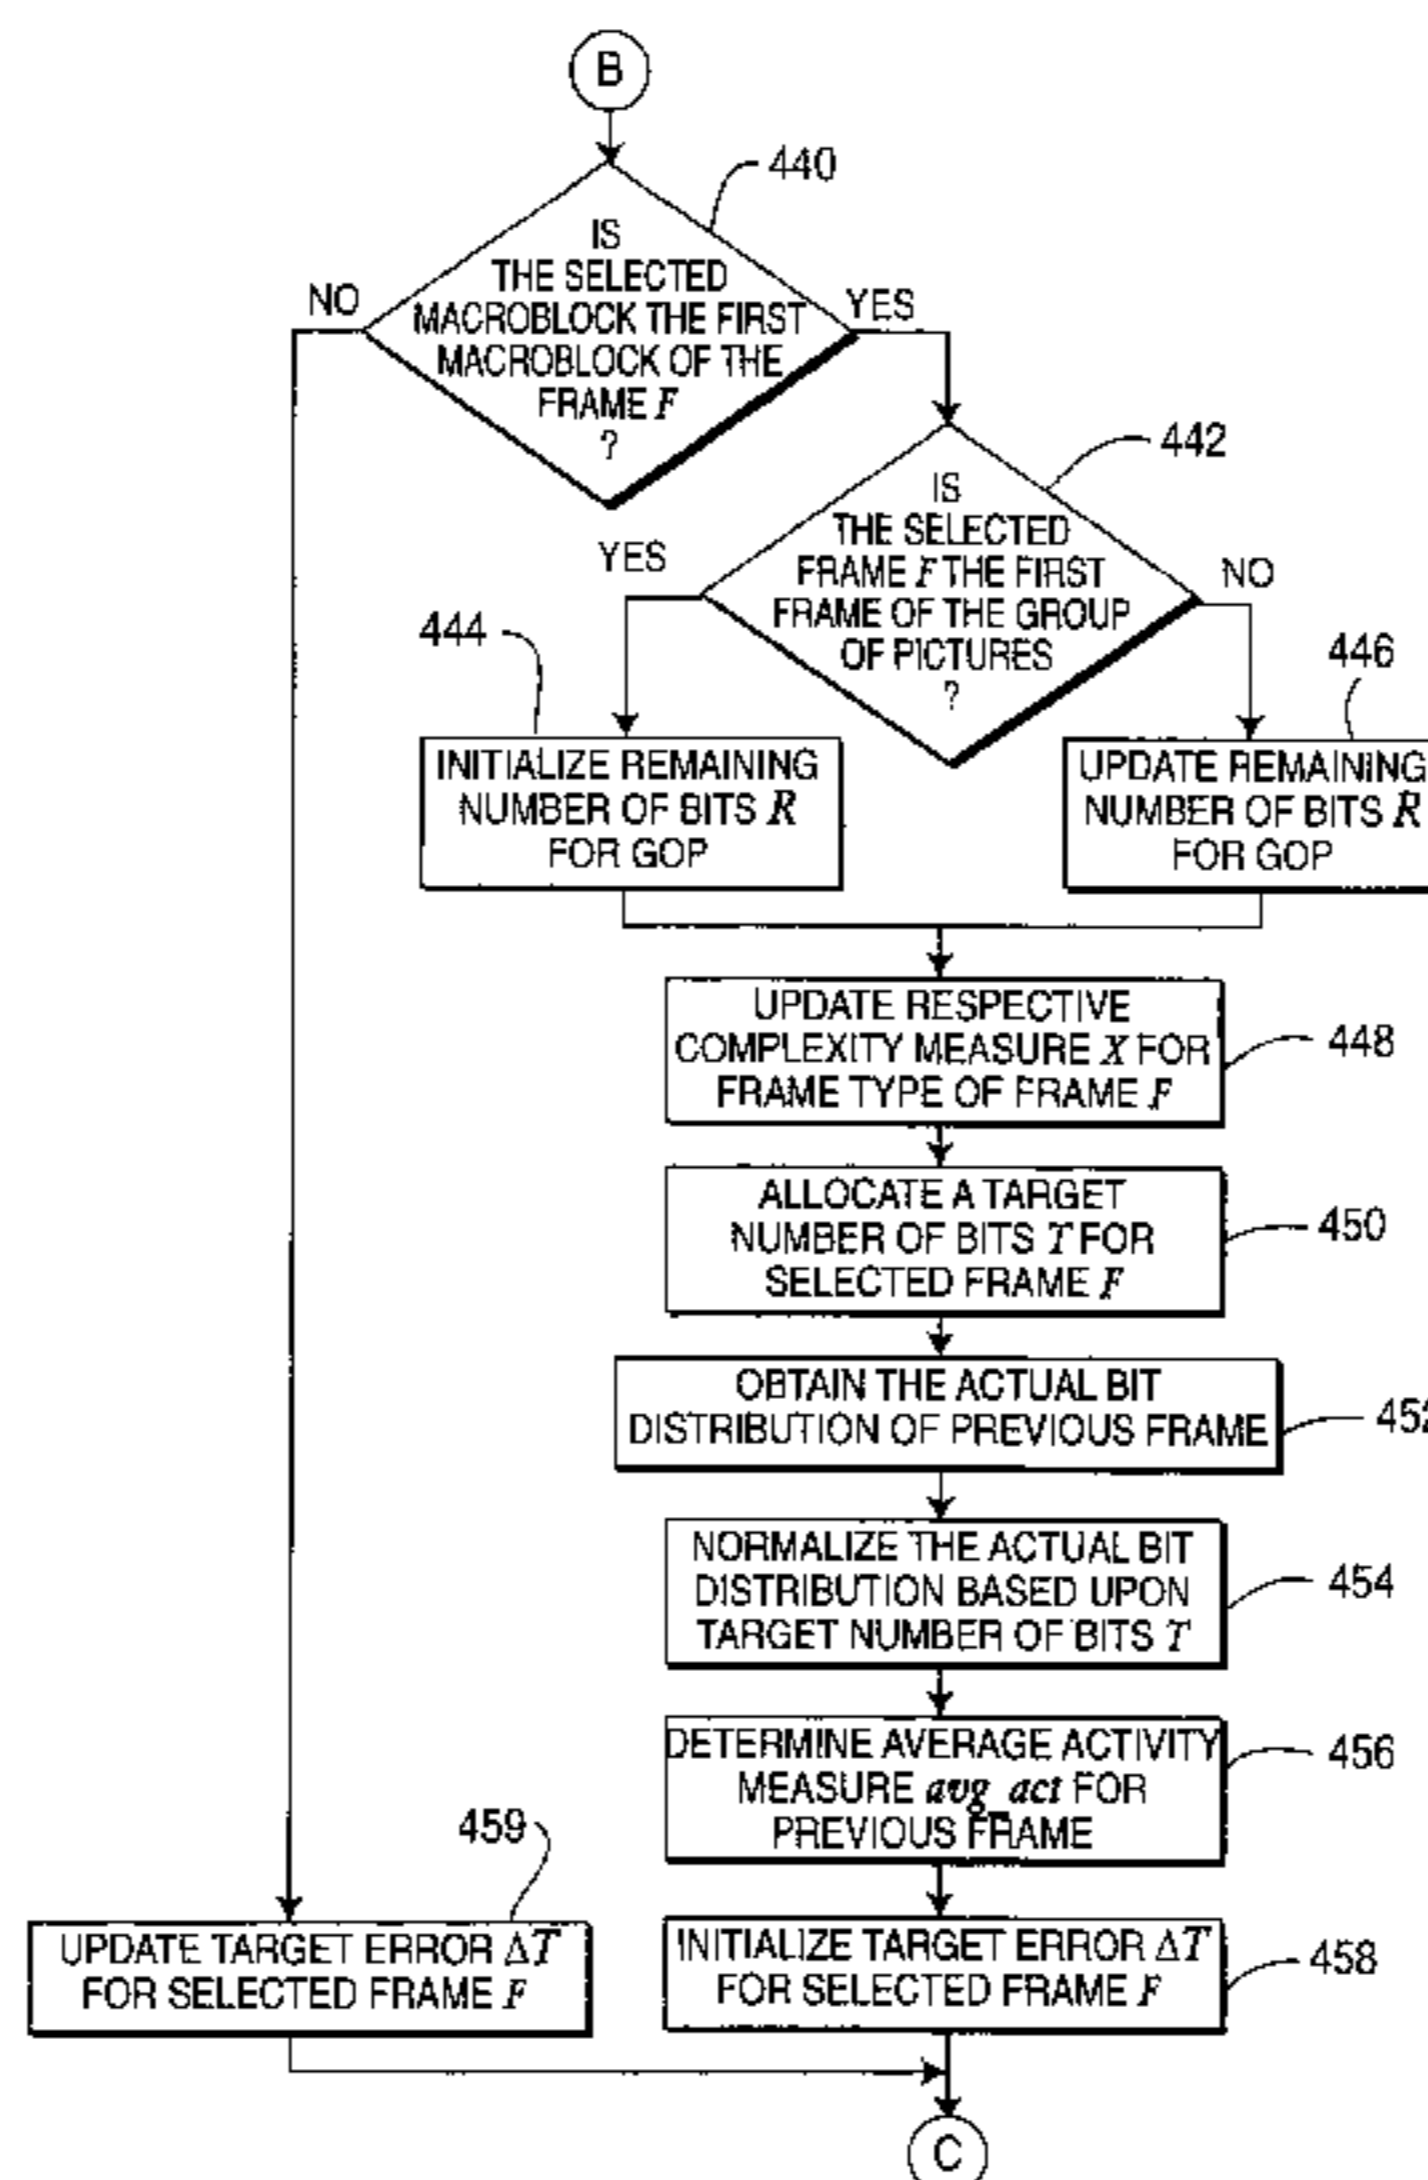 B
440
IS
THE SELECTED
MACROBLOCK THE FIRST
MACROBLOCK OF THE
FRAME F
?
NO
YES
442
IS
THE SELECTED
FRAME F THE FIRST
FRAME OF THE GROUP
OF PICTURES
?
YES
NO
444
446
INITIALIZE REMAINING
NUMBER OF BITS R
FOR GOP
UPDATE REMAINING
NUMBER OF BITS R
FOR GOP
UPDATE RESPECTIVE
COMPLEXITY MEASURE X FOR
FRAME TYPE OF FRAME F
448
ALLOCATE A TARGET
NUMBER OF BITS T FOR
SELECTED FRAME F
450
OBTAIN THE ACTUAL BIT
DISTRIBUTION OF PREVIOUS FRAME
452
NORMALIZE THE ACTUAL BIT
DISTRIBUTION BASED UPON
TARGET NUMBER OF BITS T
454
DETERMINE AVERAGE ACTIVITY
MEASURE avg_act FOR
PREVIOUS FRAME
456
459
UPDATE TARGET ERROR ΔT
FOR SELECTED FRAME F
INITIALIZE TARGET ERROR ΔT
FOR SELECTED FRAME F
458
C